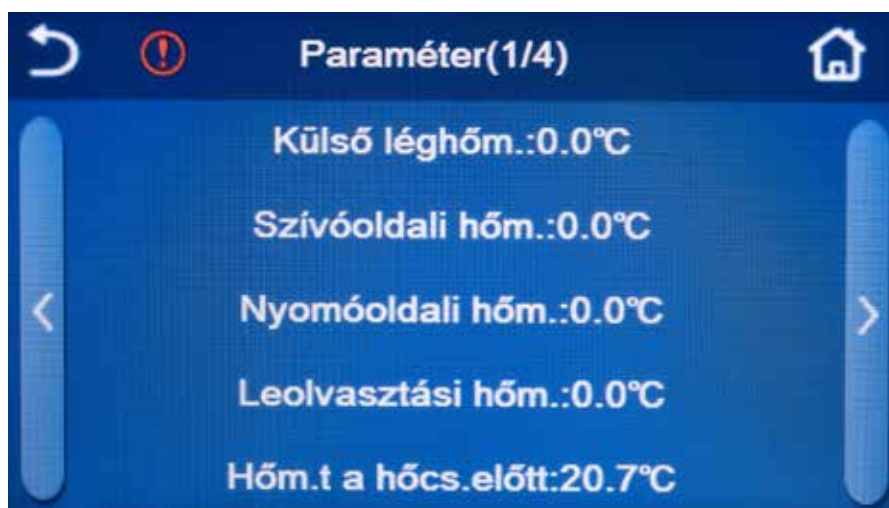 Paraméter(1/4)
Külső léghőm.:0.0℃
Szívóoldali hőm.:0.0℃
Nyomóoldali hőm.:0.0℃
Leolvasztási hőm.:0.0℃
Hőm.t a hőcs.előtt:20.7℃